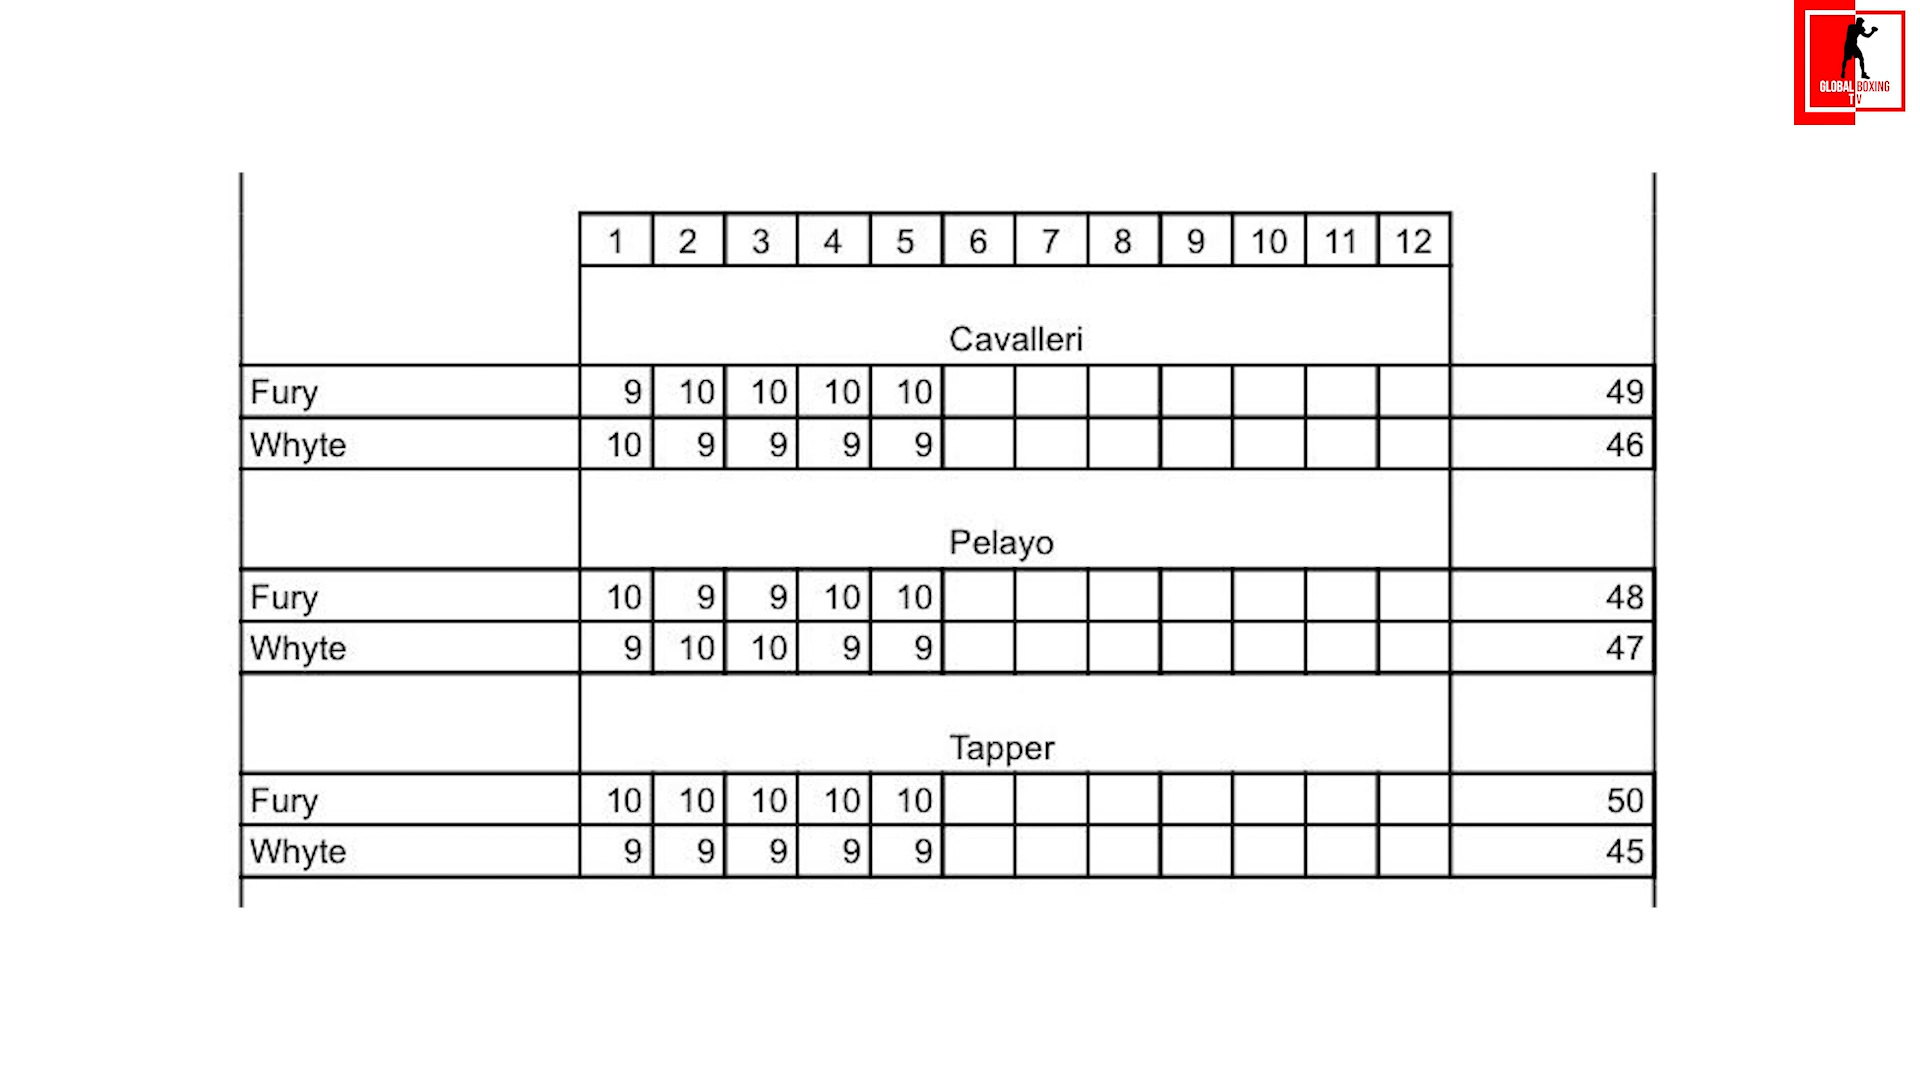 GLOBAL BOXING
TV
1 2 3 4 5 6 7 8 9 10 11 12
Cavalleri
Fury 9 10 10 10 10 49
Whyte 10 9 9 9 9 46
Pelayo
Fury 10 9 9 10 10 48
Whyte 9 10 10 9 9 47
Tapper
Fury 10 10 10 10 10 50
Whyte 9 9 9 9 9 45